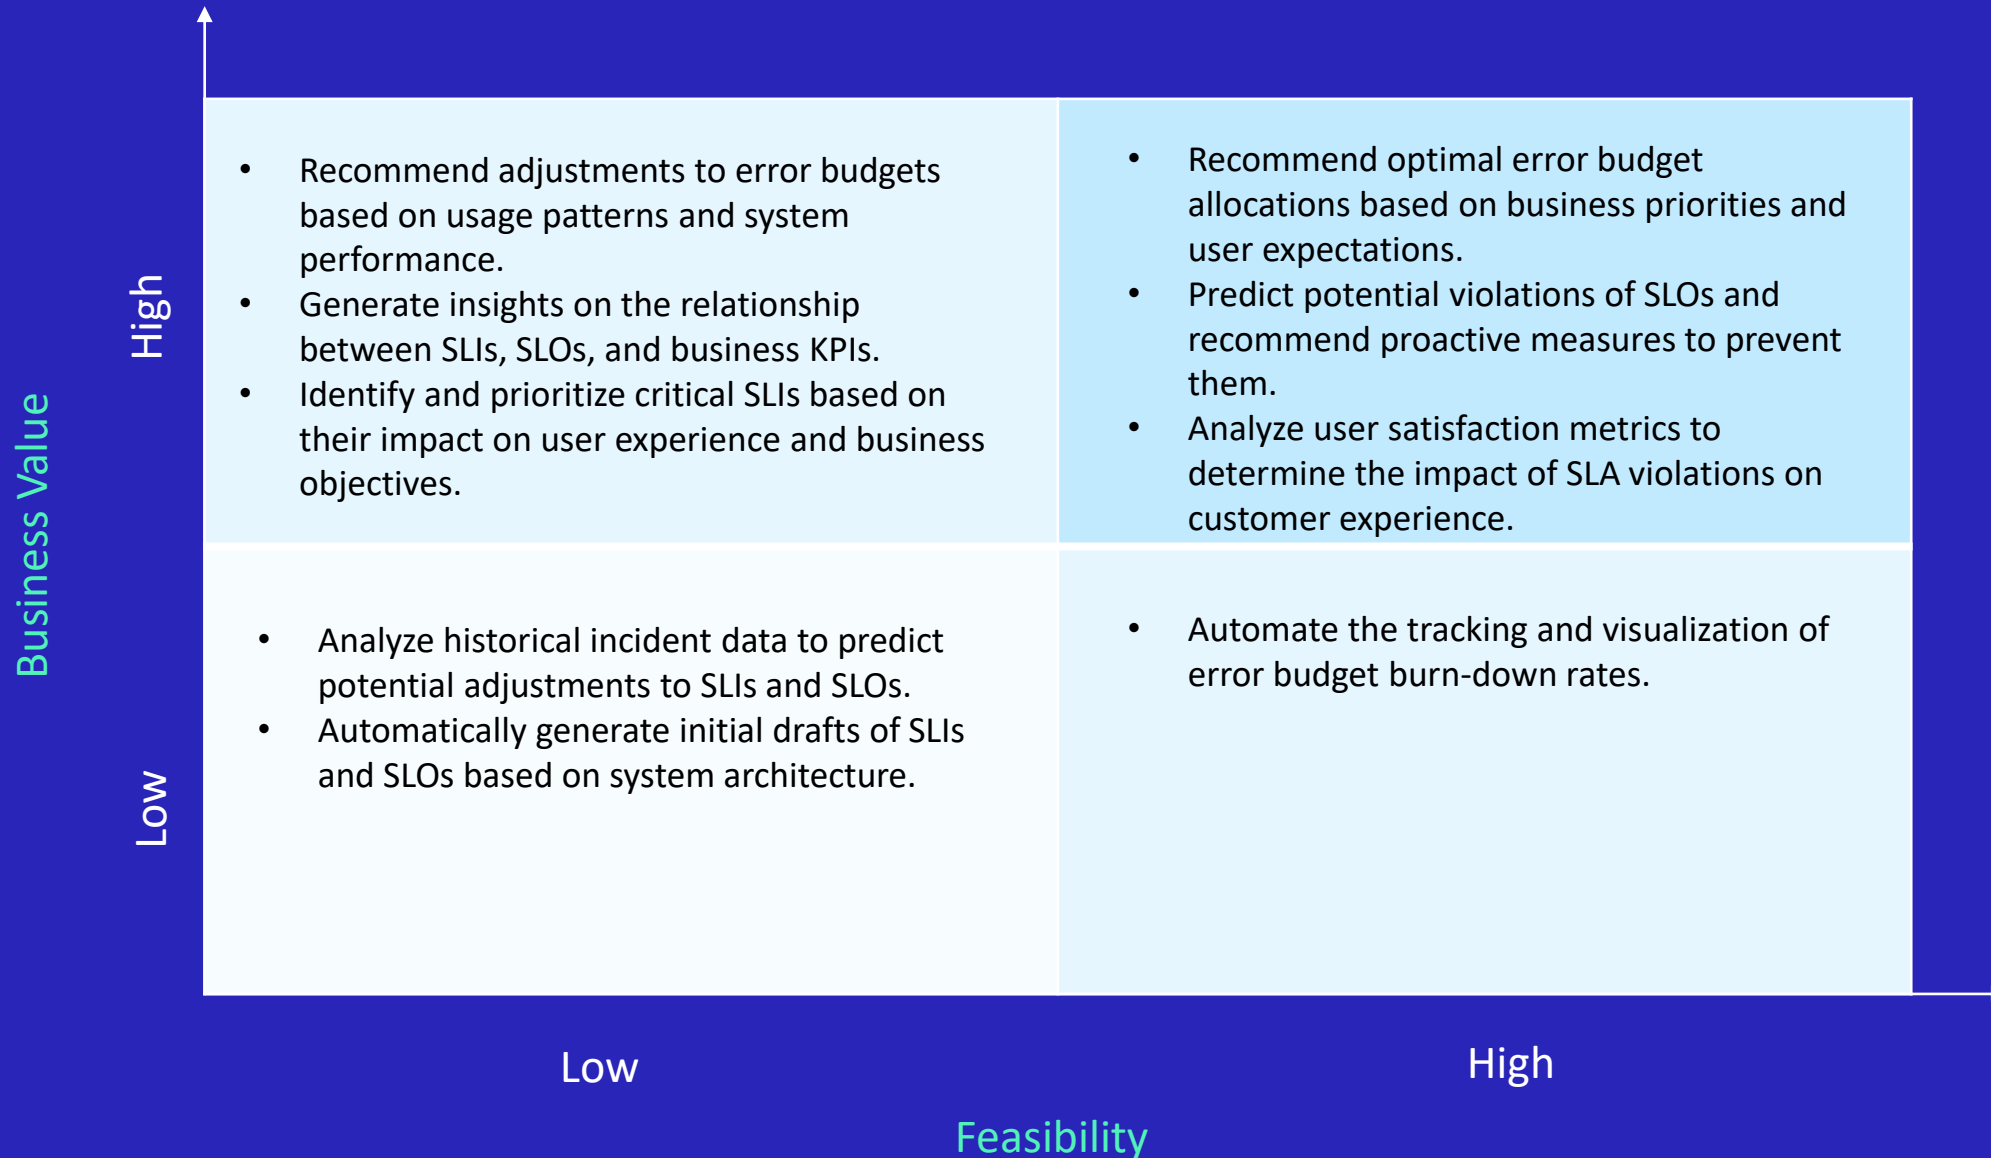 Business Value
High
• Recommend adjustments to error budgets
based on usage patterns and system
performance.
• Generate insights on the relationship
between SLIs, SLOs, and business KPIs.
• Identify and prioritize critical SLIs based on
their impact on user experience and business
objectives.
• Recommend optimal error budget
allocations based on business priorities and
user expectations.
• Predict potential violations of SLOs and
recommend proactive measures to prevent
them.
• Analyze user satisfaction metrics to
determine the impact of SLA violations on
customer experience.
Low
• Analyze historical incident data to predict
potential adjustments to SLIs and SLOs.
• Automatically generate initial drafts of SLIs
and SLOs based on system architecture.
• Automate the tracking and visualization of
error budget burn-down rates.
Low
High
Feasibility